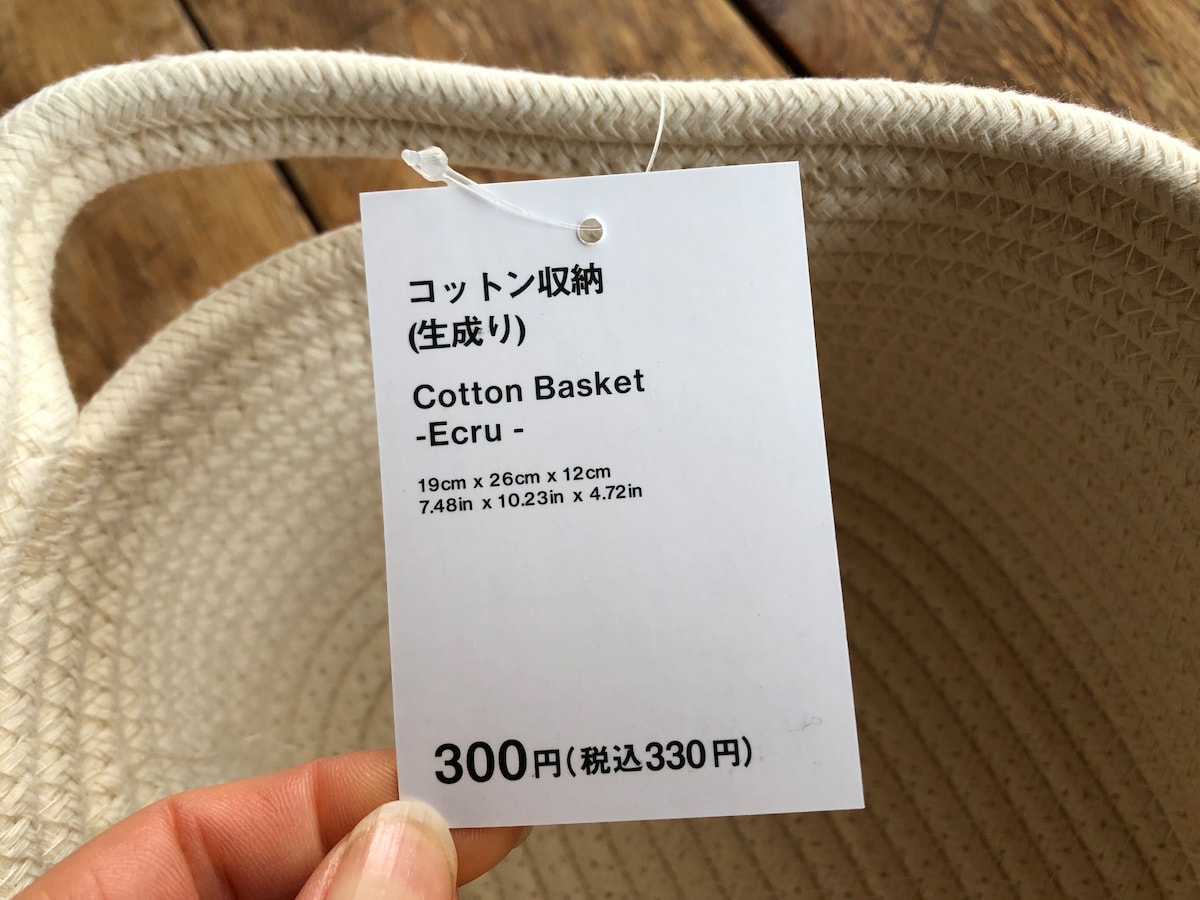 コットン収納
(生成り)
Cotton Basket
-Ecru -
19cm x 26cm x 12cm
7.48in x 10.23in x 4.72in
300円(税込330円)